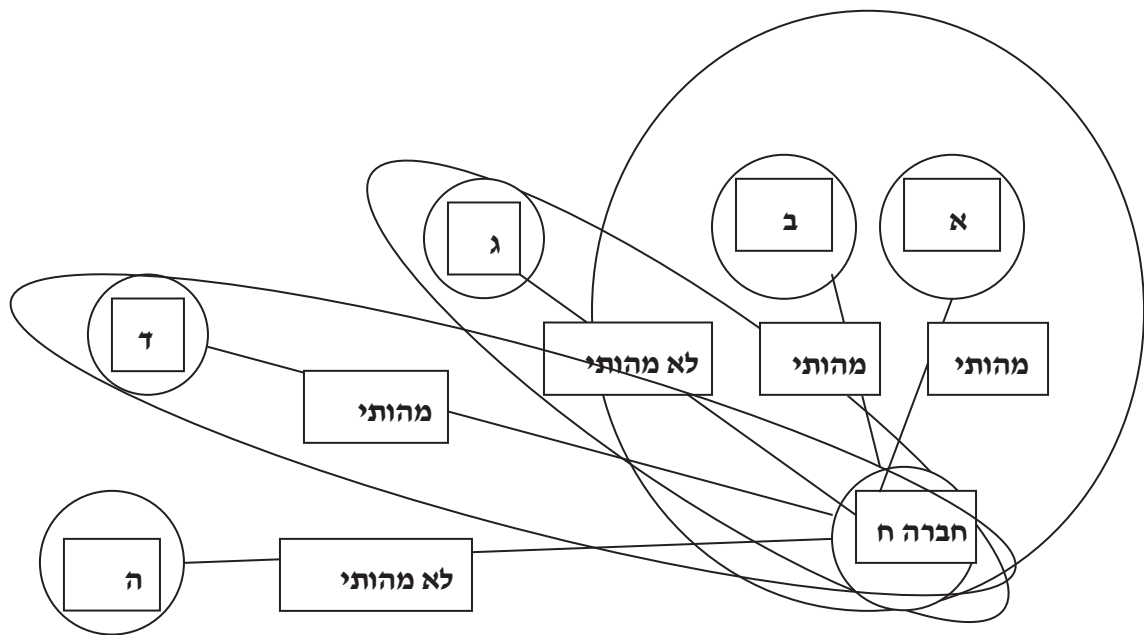 א
ב
ג
לא מהותי
מהותי
מהותי
ד
מהותי
חברה ח
ה
לא מהותי